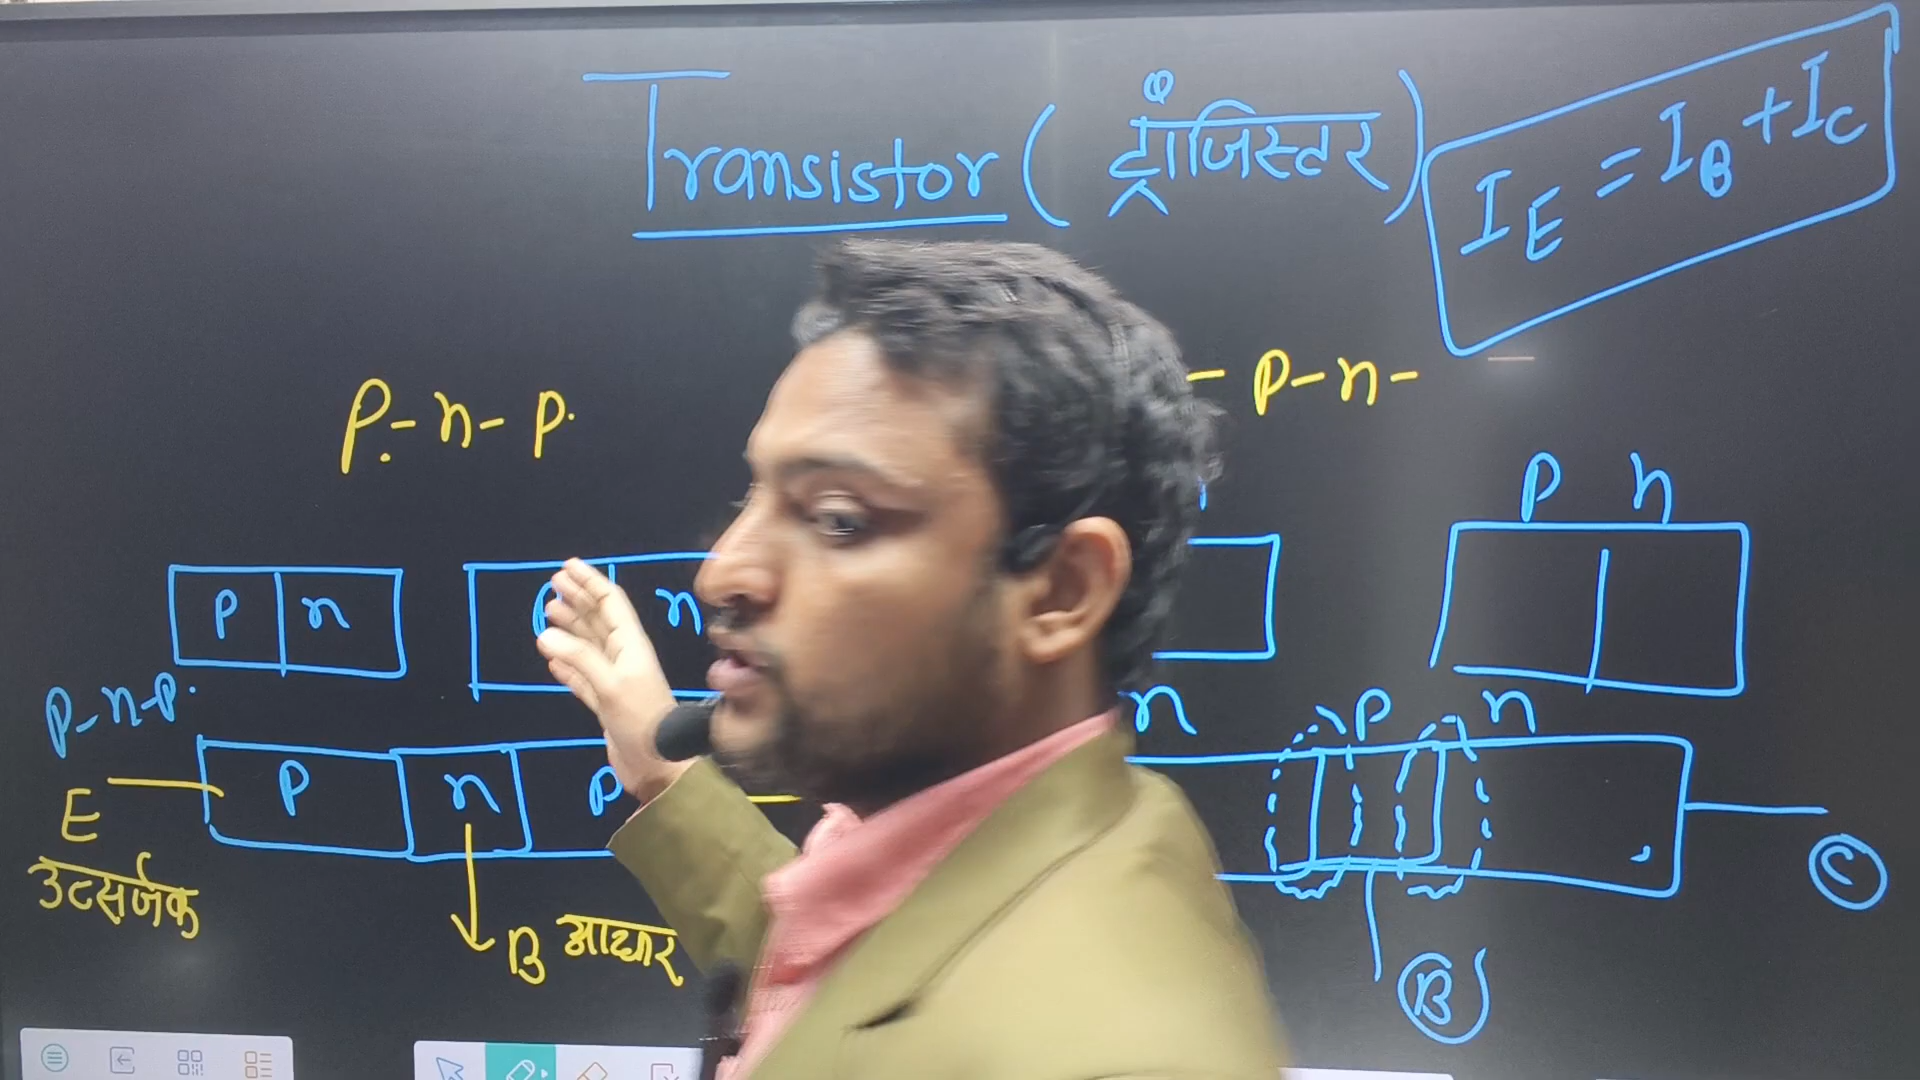 Transistor ( ट्रांजिस्टर )
I_E = I_B + I_C
P - n - P
- P - n -
P n
P n
P n
P-n-P
n P n
P n P
E
उत्सर्जक
B आधार
C
B